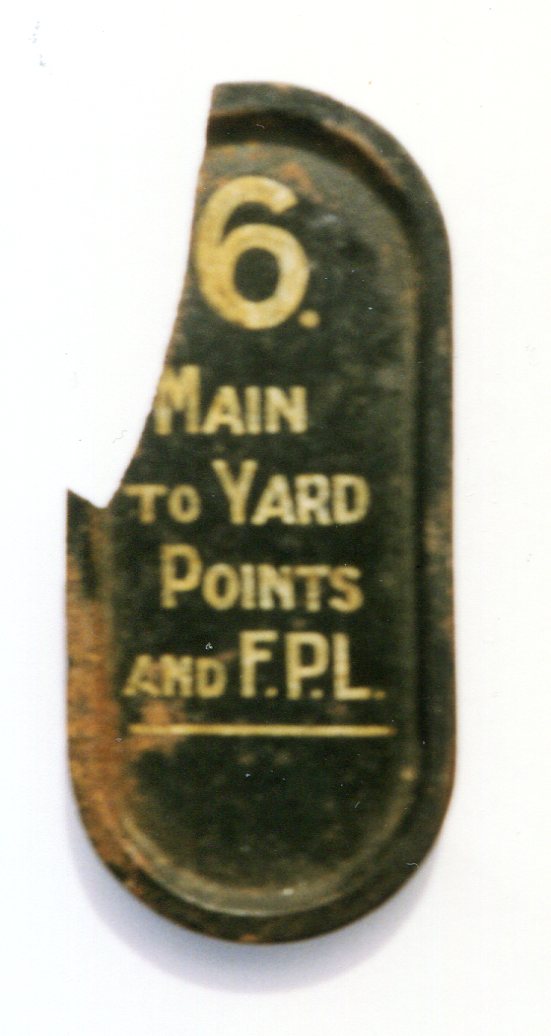 6.
MAIN
TO YARD
POINTS
AND F.P.L.